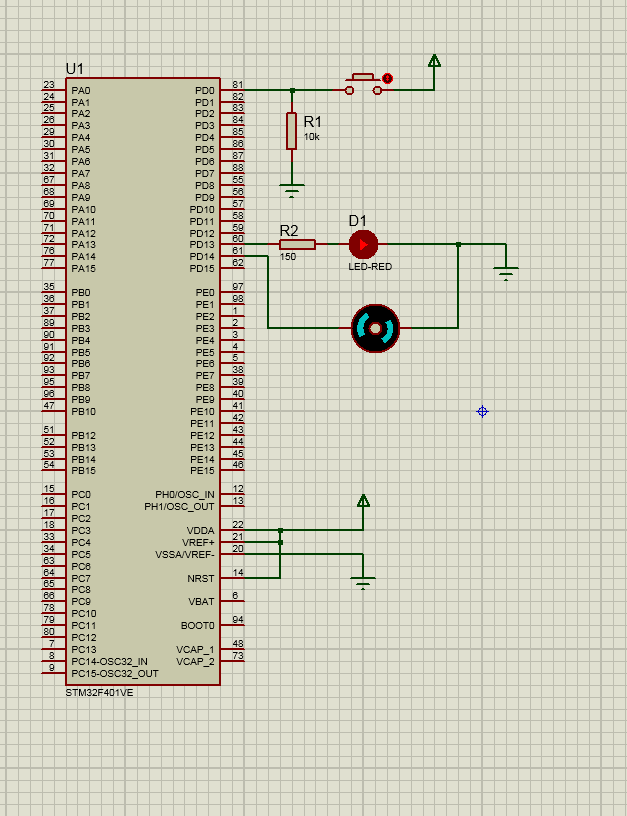 U1
23 PA0 PD0 81
24 PA1 PD1 82
25 PA2 PD2 83
26 PA3 PD3 84
29 PA4 PD4 85
30 PA5 PD5 86
31 PA6 PD6 87
32 PA7 PD7 88
67 PA8 PD8 55
68 PA9 PD9 56
69 PA10 PD10 57
70 PA11 PD11 58
71 PA12 PD12 59
72 PA13 PD13 60
76 PA14 PD14 61
77 PA15 PD15 62
R1
10k
R2
150
D1
LED-RED
35 PB0 PE0 97
36 PB1 PE1 98
37 PB2 PE2 1
89 PB3 PE3 2
90 PB4 PE4 3
91 PB5 PE5 4
92 PB6 PE6 5
93 PB7 PE7 38
95 PB8 PE8 39
96 PB9 PE9 40
47 PB10 PE10 41
PE11 42
51 PB12 PE12 43
52 PB13 PE13 44
53 PB14 PE14 45
54 PB15 PE15 46
15 PC0 PH0/OSC_IN 12
16 PC1 PH1/OSC_OUT 13
17 PC2
18 PC3 VDDA 22
33 PC4 VREF+ 21
34 PC5 VSSA/VREF- 20
63 PC6
64 PC7 NRST 14
65 PC8
66 PC9 VBAT 6
78 PC10
79 PC11 BOOT0 94
80 PC12
7 PC13 VCAP_1 48
8 PC14-OSC32_IN VCAP_2 73
9 PC15-OSC32_OUT
STM32F401VE